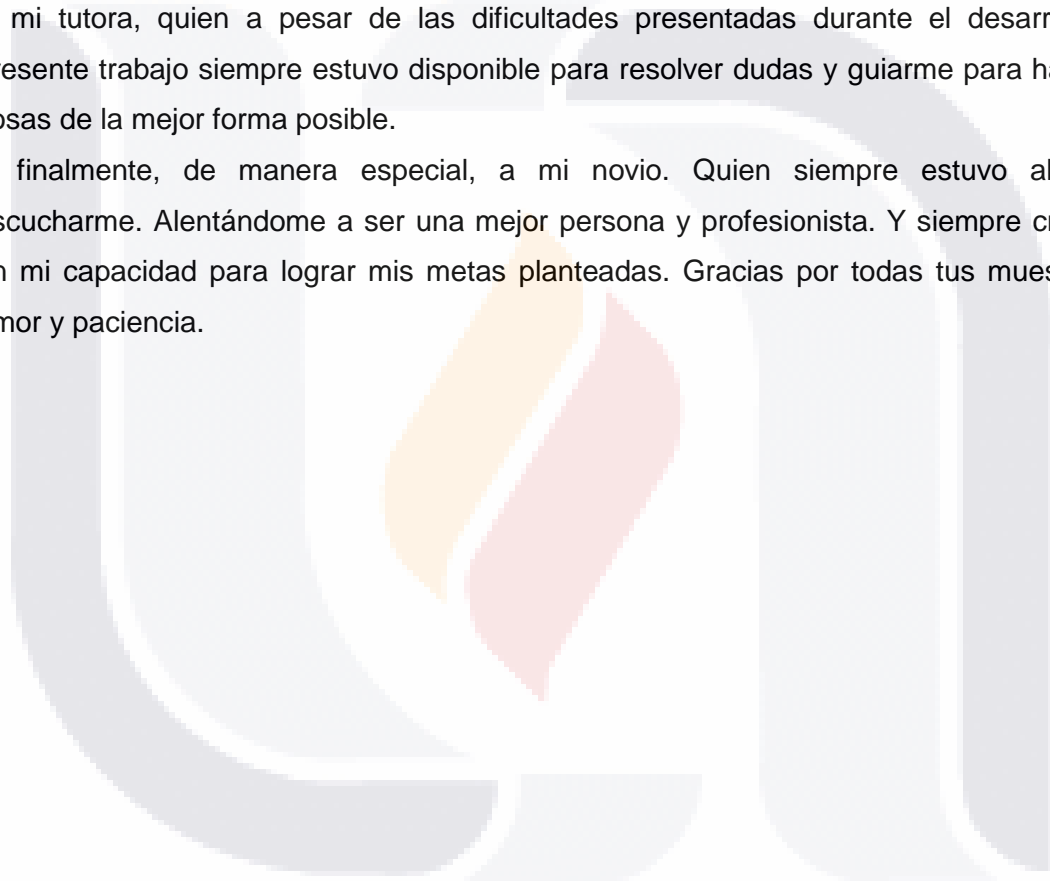 mi tutora, quien a pesar de las dificultades presentadas durante el desarr
resente trabajo siempre estuvo disponible para resolver dudas y guiarme para h
osas de la mejor forma posible.
finalmente, de manera especial, a mi novio. Quien siempre estuvo a
scucharme. Alentándome a ser una mejor persona y profesionista. Y siempre c
n mi capacidad para lograr mis metas planteadas. Gracias por todas tus mues
mor y paciencia.